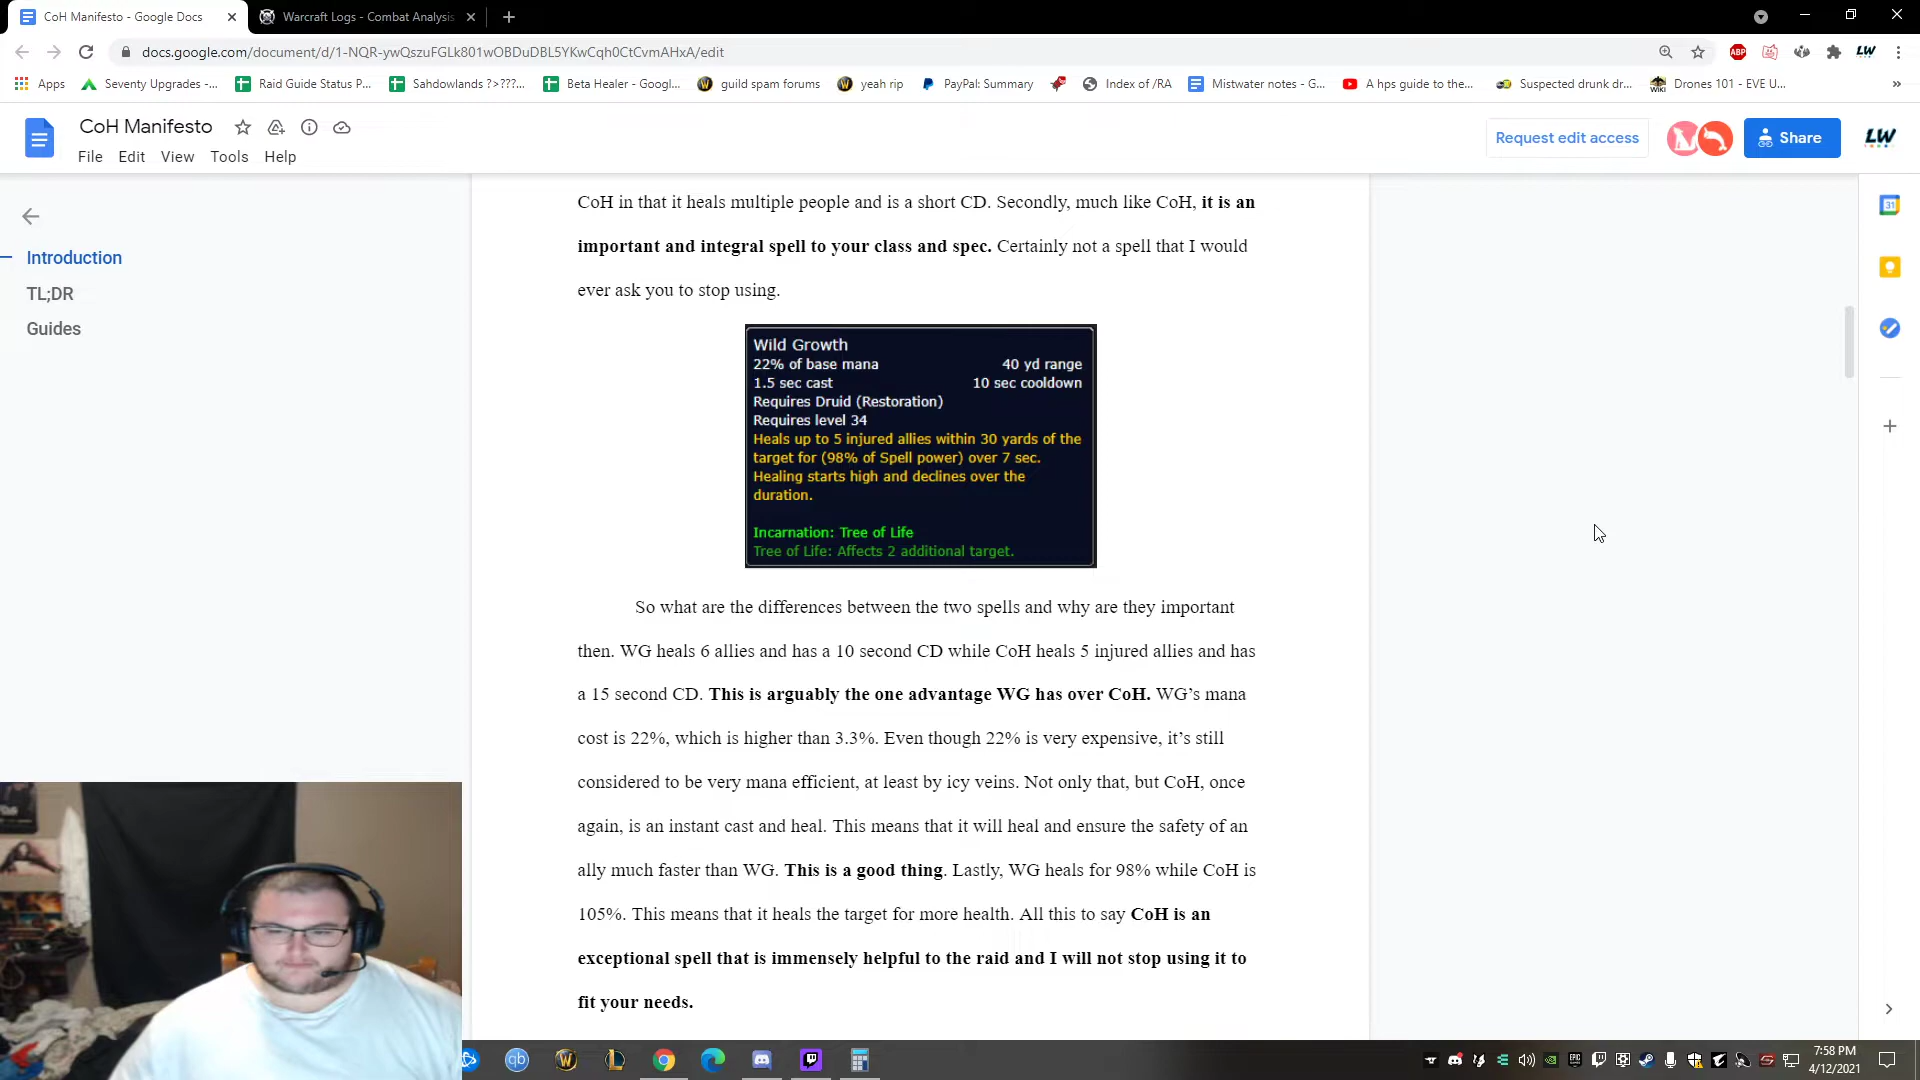 CoH Manifesto - Google Docs
Warcraft Logs - Combat Analysis
docs.google.com/document/d/1-NQR-ywQszuFGLk801wOBDuDBL5YKwCqh0CtCvmAHxA/edit
Apps
Seventy Upgrades -...
Raid Guide Status P...
Sahdowlands ?>???...
Beta Healer - Googl...
guild spam forums
yeah rip
PayPal: Summary
Index of /RA
Mistwater notes - G...
A hps guide to the...
Suspected drunk dr...
Drones 101 - EVE U...
»
CoH Manifesto
Request edit access
Share
LW
File Edit View Tools Help
Introduction
TL;DR
Guides
CoH in that it heals multiple people and is a short CD. Secondly, much like CoH, it is an
important and integral spell to your class and spec. Certainly not a spell that I would
ever ask you to stop using.
Wild Growth
22% of base mana 40 yd range
1.5 sec cast 10 sec cooldown
Requires Druid (Restoration)
Requires level 34
Heals up to 5 injured allies within 30 yards of the
target for (98% of Spell power) over 7 sec.
Healing starts high and declines over the
duration.
Incarnation: Tree of Life
Tree of Life: Affects 2 additional target.
So what are the differences between the two spells and why are they important
then. WG heals 6 allies and has a 10 second CD while CoH heals 5 injured allies and has
a 15 second CD. This is arguably the one advantage WG has over CoH. WG’s mana
cost is 22%, which is higher than 3.3%. Even though 22% is very expensive, it’s still
considered to be very mana efficient, at least by icy veins. Not only that, but CoH, once
again, is an instant cast and heal. This means that it will heal and ensure the safety of an
ally much faster than WG. This is a good thing. Lastly, WG heals for 98% while CoH is
105%. This means that it heals the target for more health. All this to say CoH is an
exceptional spell that is immensely helpful to the raid and I will not stop using it to
fit your needs.
7:58 PM
4/12/2021